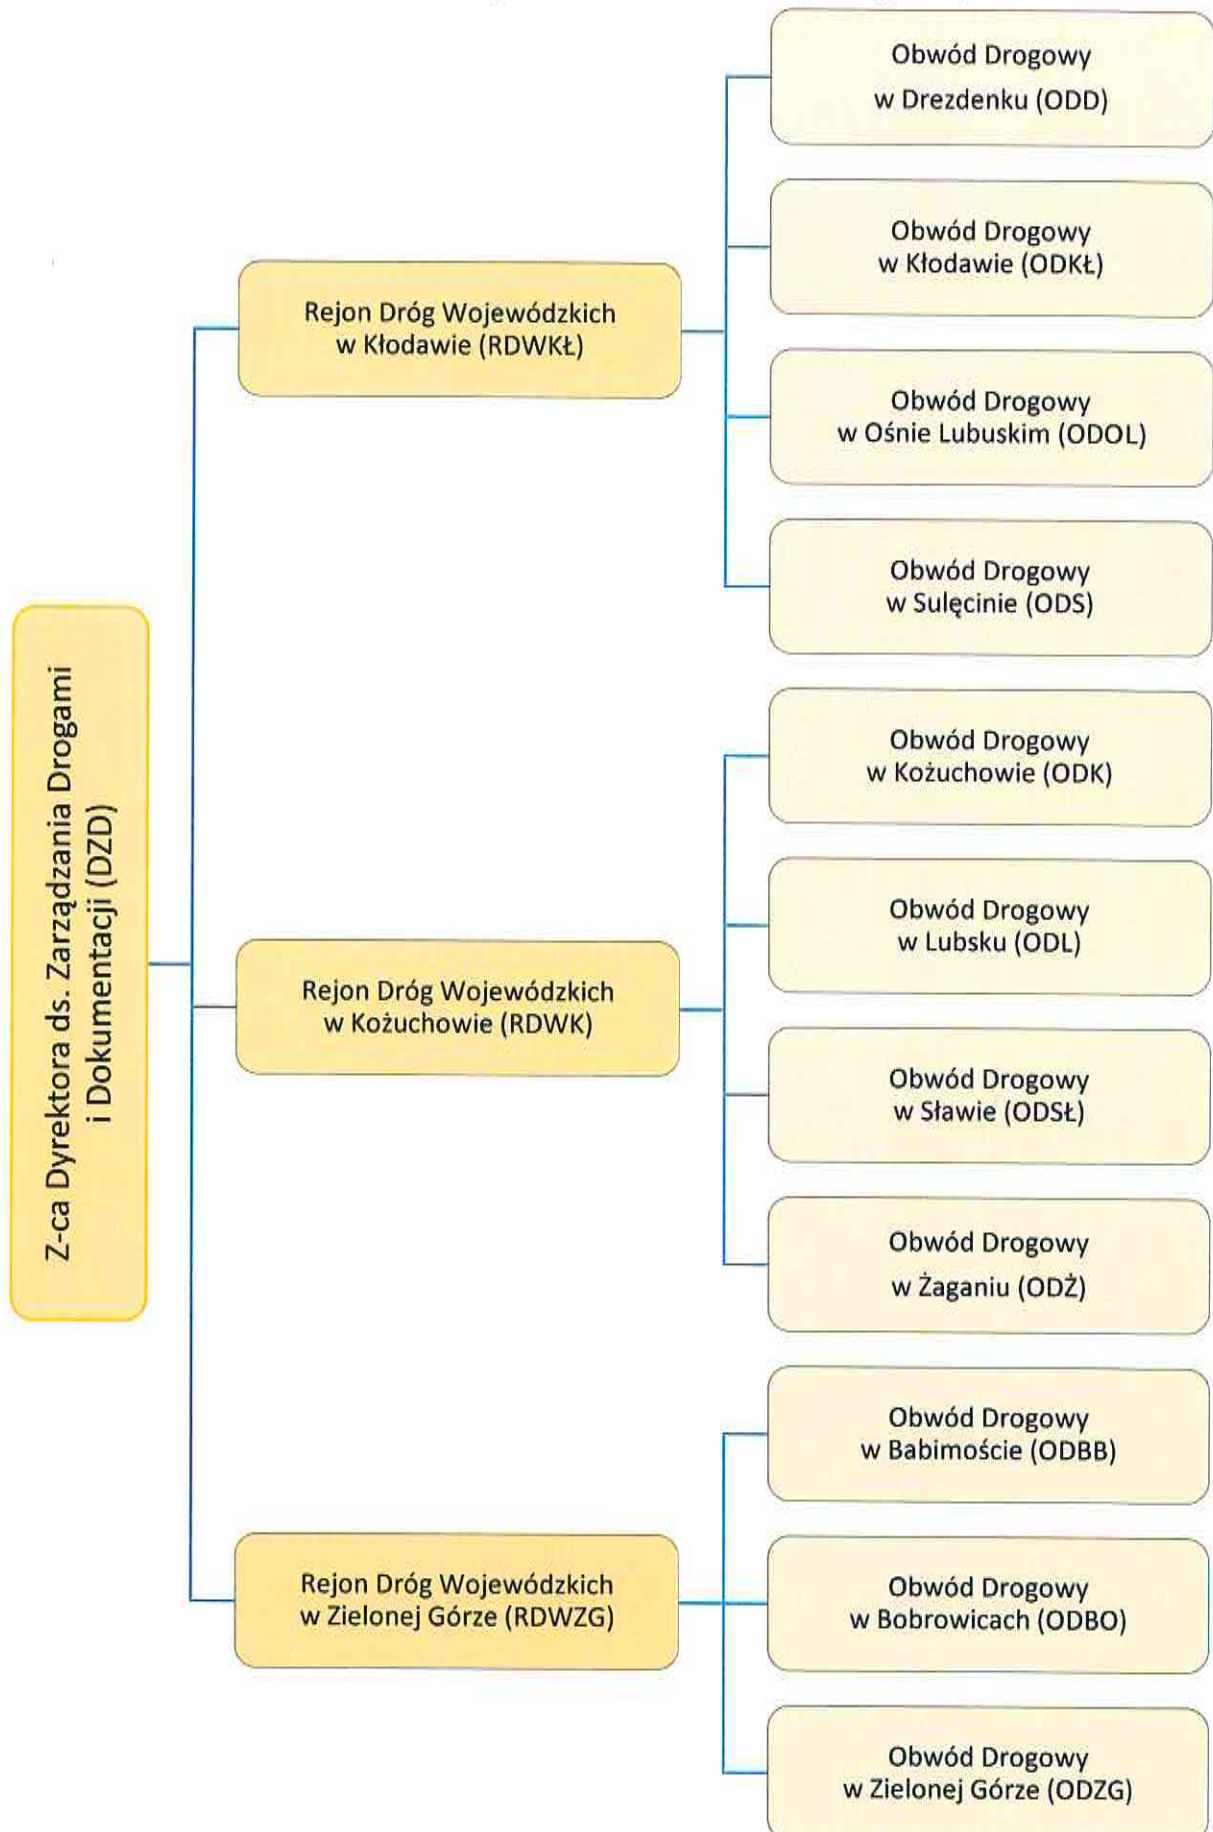 Z-ca Dyrektora ds. Zarządzania Drogami
i Dokumentacji (DZD)
Rejon Dróg Wojewódzkich
w Kłodawie (RDWKŁ)
Obwód Drogowy
w Drezdenku (ODD)
Obwód Drogowy
w Kłodawie (ODKŁ)
Obwód Drogowy
w Ośnie Lubuskim (ODOL)
Obwód Drogowy
w Sulęcinie (ODS)
Rejon Dróg Wojewódzkich
w Kożuchowie (RDWK)
Obwód Drogowy
w Kożuchowie (ODK)
Obwód Drogowy
w Lubsku (ODL)
Obwód Drogowy
w Sławie (ODSŁ)
Obwód Drogowy
w Żaganiu (ODŻ)
Rejon Dróg Wojewódzkich
w Zielonej Górze (RDWZG)
Obwód Drogowy
w Babimoście (ODBB)
Obwód Drogowy
w Bobrowicach (ODBO)
Obwód Drogowy
w Zielonej Górze (ODZG)